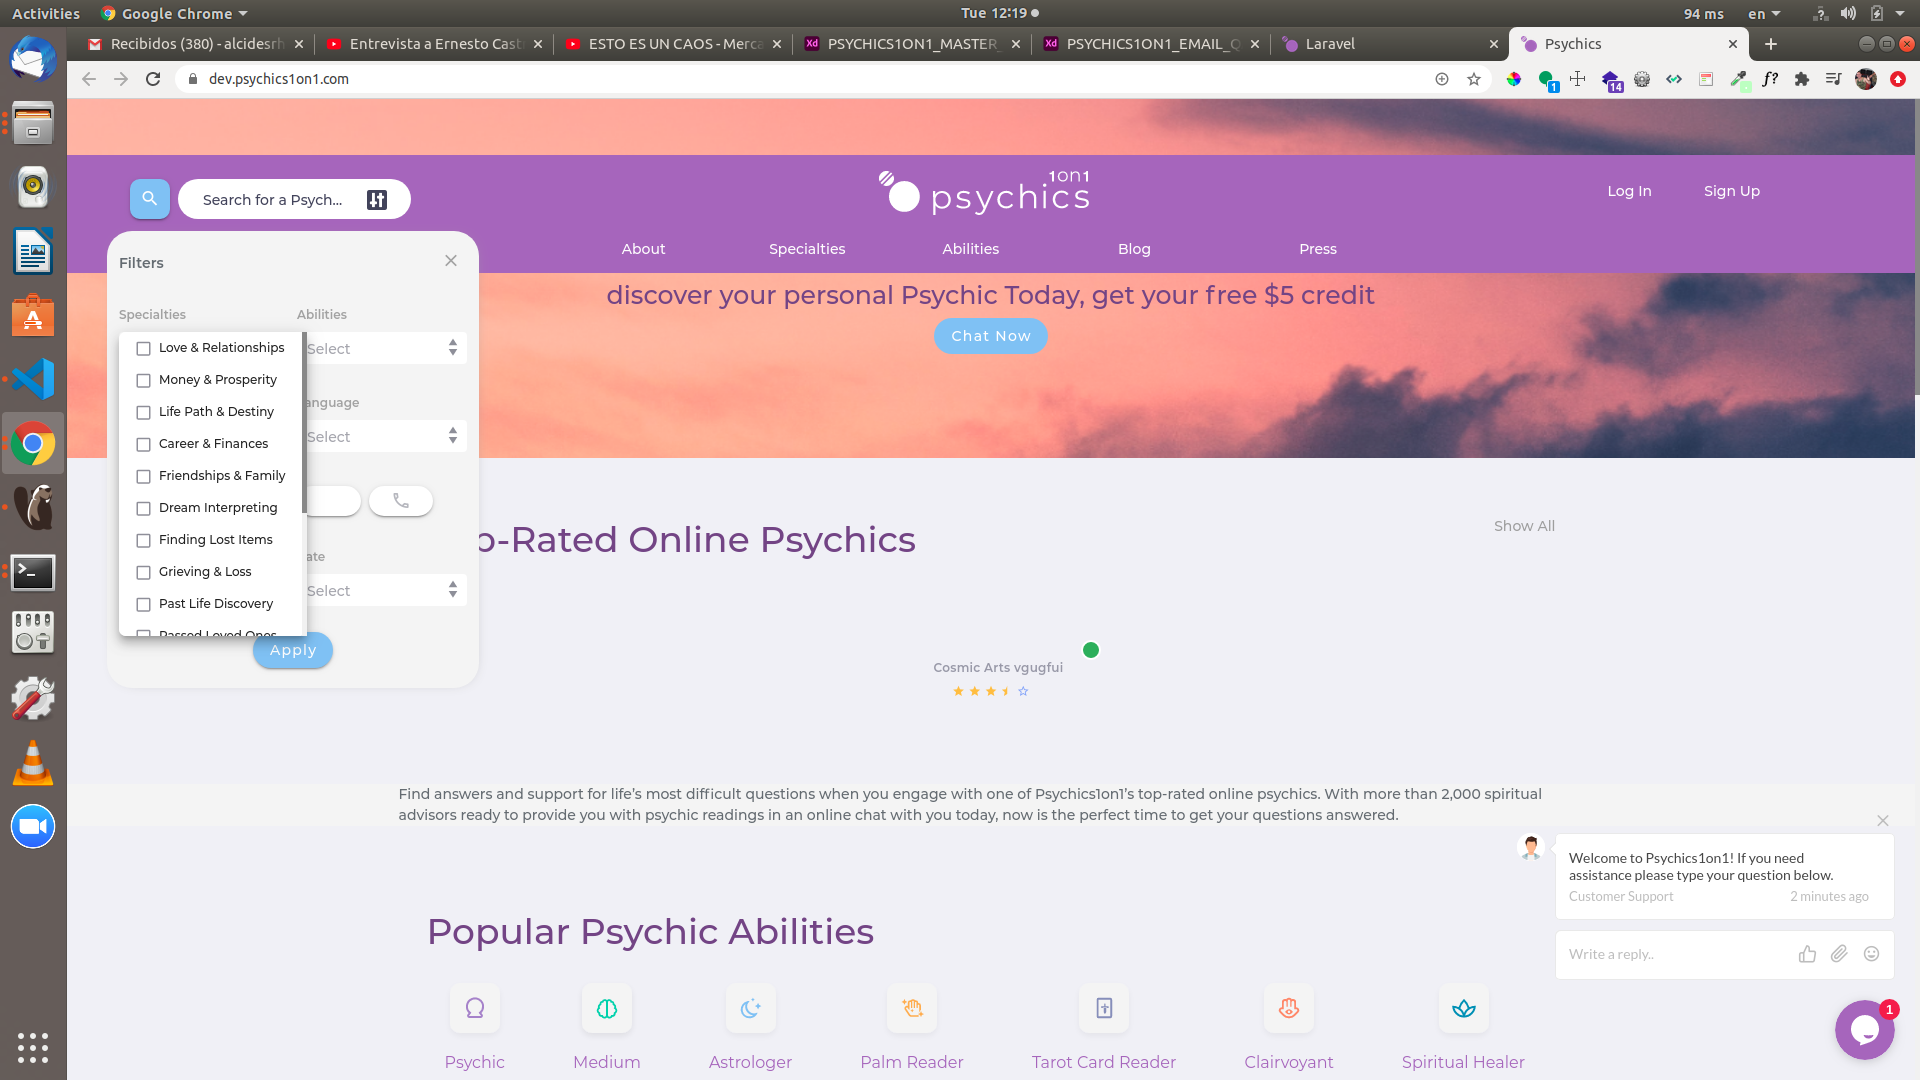 Activities
Google Chrome
Tue 12:19
94 ms
en
Recibidos (380) - alcidesrh
Entrevista a Ernesto Cast
ESTO ES UN CAOS - Merca
PSYCHICS1ON1_MASTER_
PSYCHICS1ON1_EMAIL_Q
Laravel
Psychics
dev.psychics1on1.com
1
14
f?
Search for a Psych...
1on1
psychics
Log In
Sign Up
About
Specialties
Abilities
Blog
Press
Filters
discover your personal Psychic Today, get your free $5 credit
Chat Now
Specialties
Abilities
Love & Relationships
Select
Money & Prosperity
anguage
Life Path & Destiny
Select
Career & Finances
Friendships & Family
Dream Interpreting
Finding Lost Items
ate
Grieving & Loss
Select
Past Life Discovery
Passed Loved Ones
Apply
p-Rated Online Psychics
Show All
Cosmic Arts vgugfui
Find answers and support for life’s most difficult questions when you engage with one of Psychics1on1’s top-rated online psychics. With more than 2,000 spiritual
advisors ready to provide you with psychic readings in an online chat with you today, now is the perfect time to get your questions answered.
Welcome to Psychics1on1! If you need
assistance please type your question below.
Customer Support
2 minutes ago
Write a reply..
1
Popular Psychic Abilities
Psychic
Medium
Astrologer
Palm Reader
Tarot Card Reader
Clairvoyant
Spiritual Healer